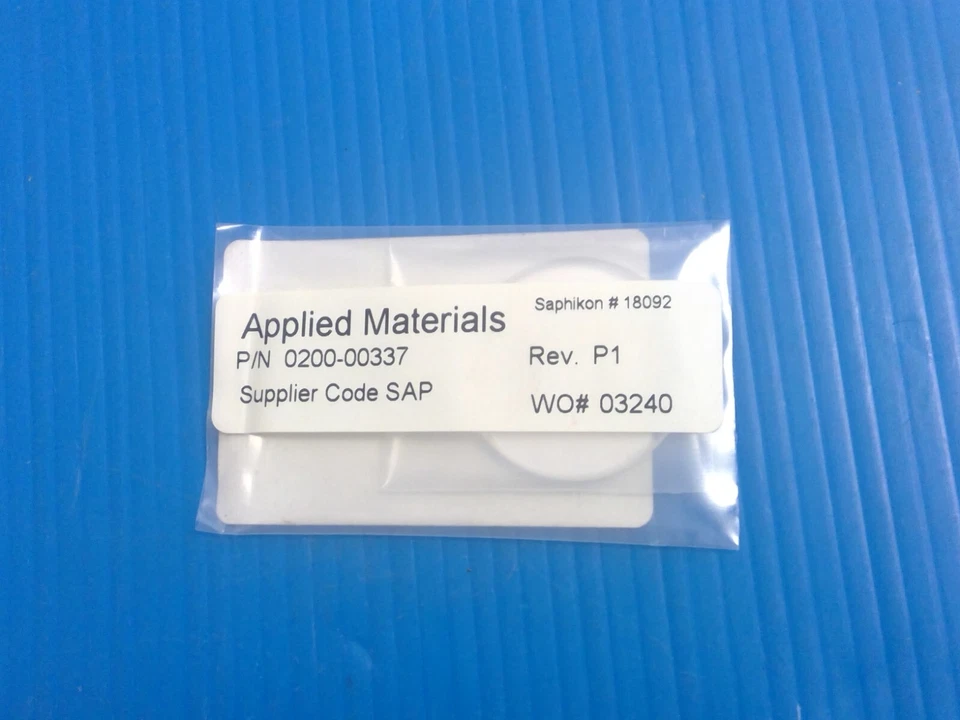 Applied Materials
P/N 0200-00337
Supplier Code SAP
Saphikon # 18092
Rev. P1
WO# 03240